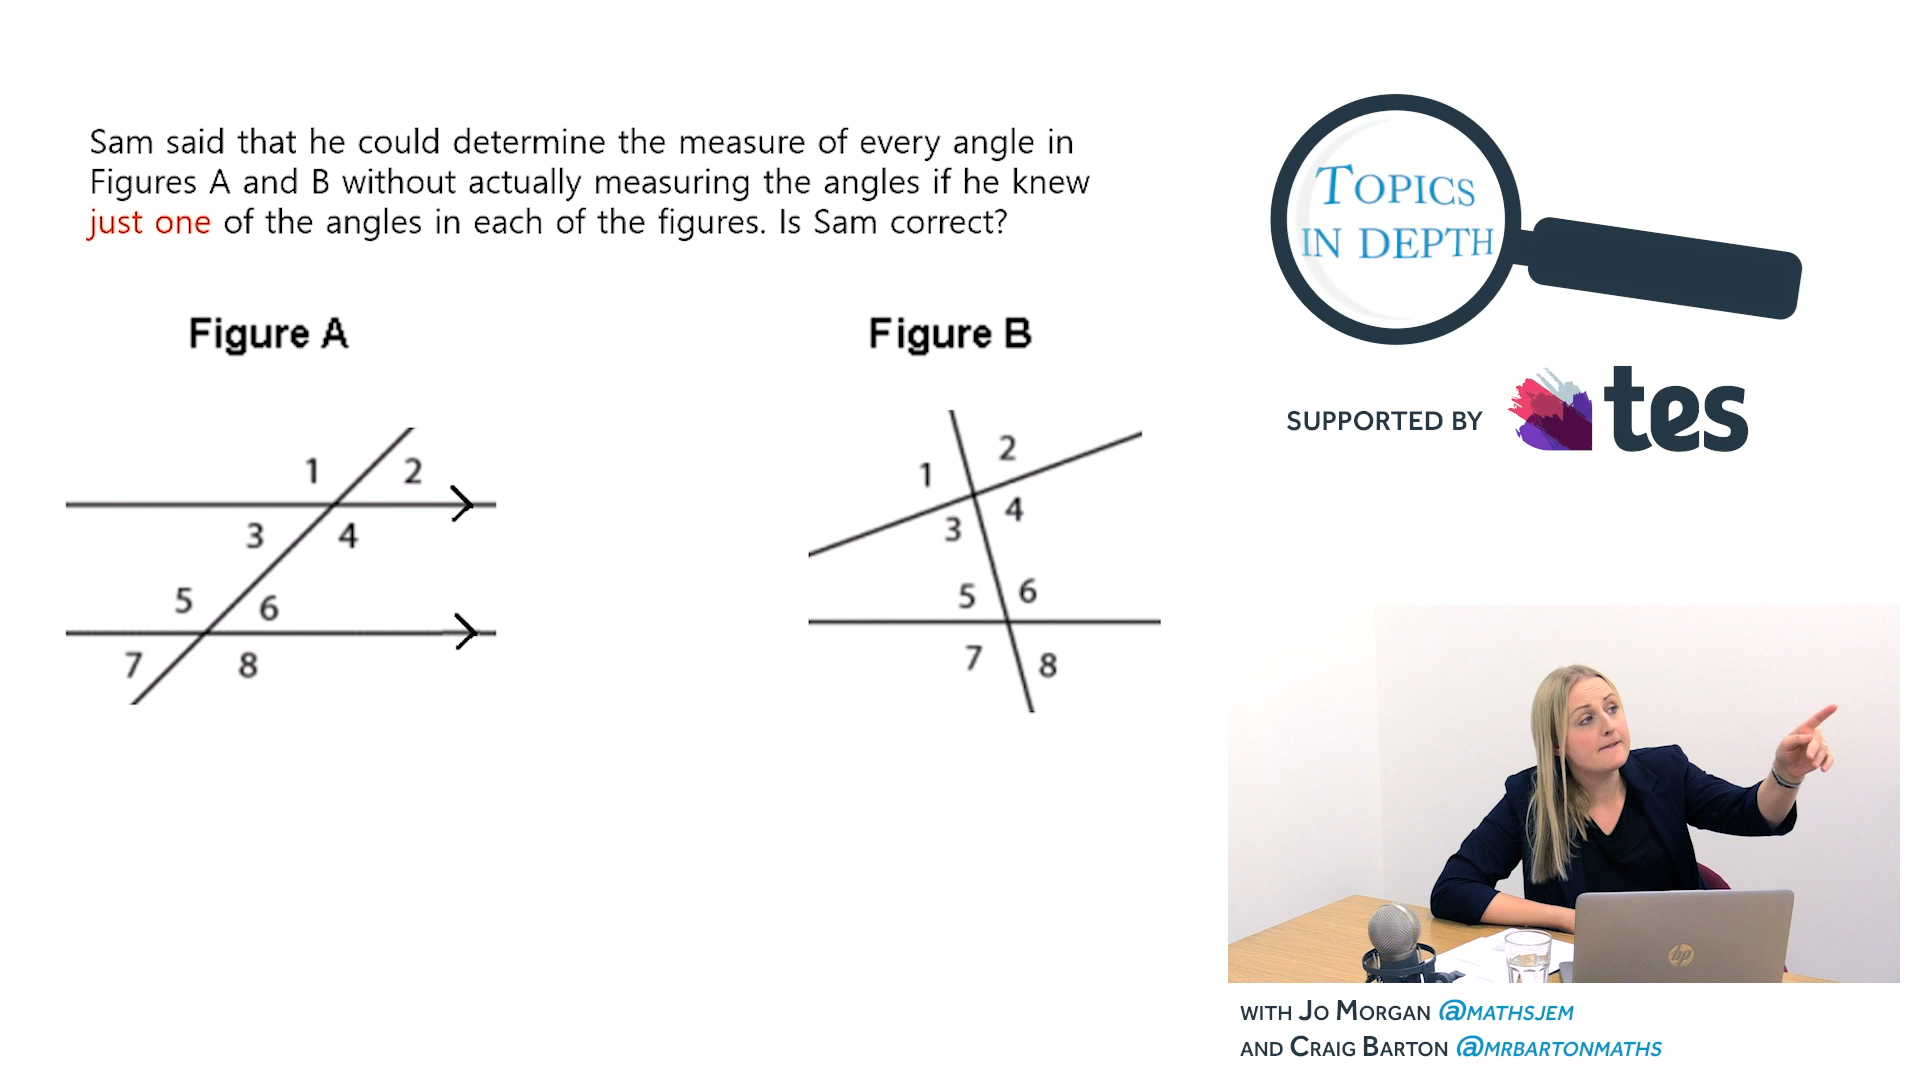 Sam said that he could determine the measure of every angle in
Figures A and B without actually measuring the angles if he knew
just one of the angles in each of the figures. Is Sam correct?
Figure A
1 2
3 4
5 6
7 8
Figure B
1 2
3 4
5 6
7 8
TOPICS
IN DEPTH
SUPPORTED BY tes
hp
WITH JO MORGAN @MATHSJEM
AND CRAIG BARTON @MRBARTONMATHS